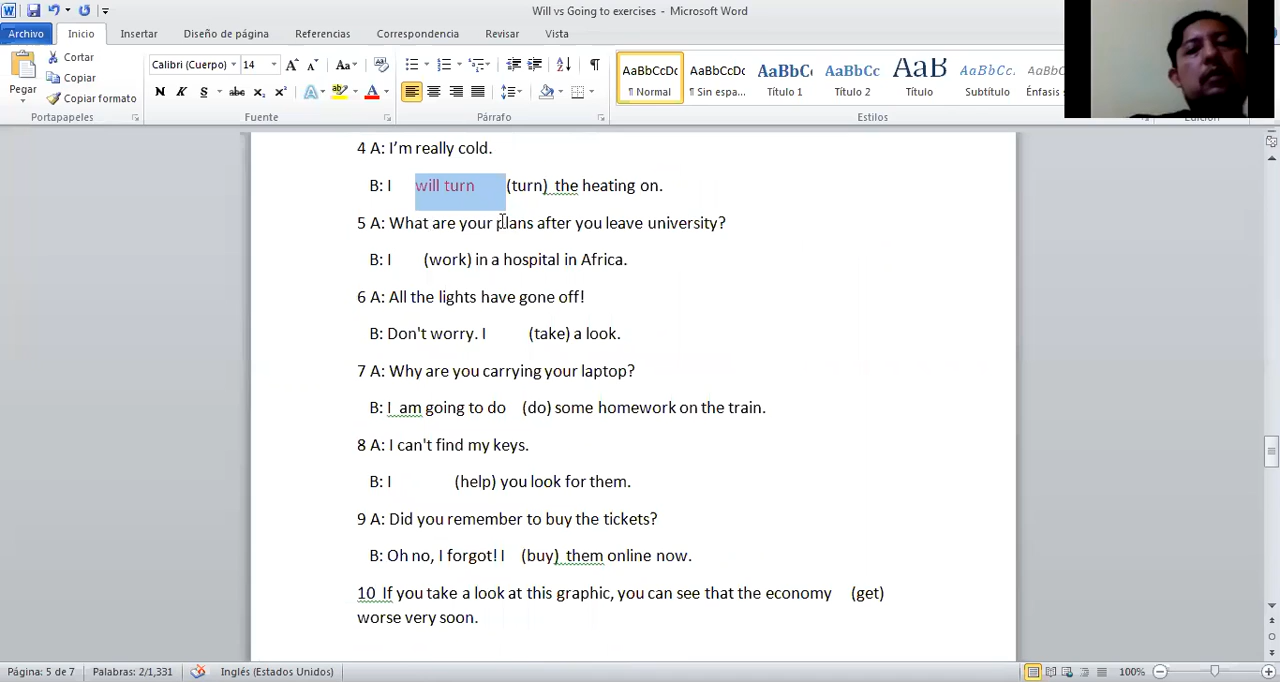 Will vs Going to exercises - Microsoft Word
Archivo Inicio Insertar Diseño de página Referencias Correspondencia Revisar Vista
Pegar Cortar Copiar Copiar formato
Calibri (Cuerpo) 14 Aa
N K S abc x₂ x² A ab A
AaBbCcDc AaBbCcDc AaBbC AaBbCc AaB AaBbCc. AaBbC
¶ Normal ¶ Sin espa... Título 1 Título 2 Título Subtítulo Énfasis
Portapapeles Fuente Párrafo Estilos
4 A: I’m really cold.
B: I will turn (turn) the heating on.
5 A: What are your plans after you leave university?
B: I (work) in a hospital in Africa.
6 A: All the lights have gone off!
B: Don't worry. I (take) a look.
7 A: Why are you carrying your laptop?
B: I am going to do (do) some homework on the train.
8 A: I can't find my keys.
B: I (help) you look for them.
9 A: Did you remember to buy the tickets?
B: Oh no, I forgot! I (buy) them online now.
10 If you take a look at this graphic, you can see that the economy (get)
worse very soon.
Página: 5 de 7 Palabras: 2/1,331 Inglés (Estados Unidos) 100%